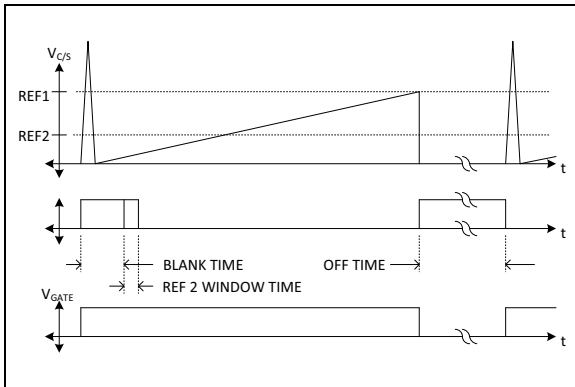 V_C/S
REF1
REF2
t
t
BLANK TIME
OFF TIME
REF 2 WINDOW TIME
V_GATE
t